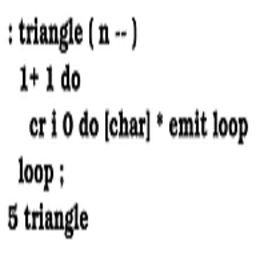 : triangle ( n -- )
1+ 1 do
cr i 0 do [char] * emit loop
loop ;
5 triangle